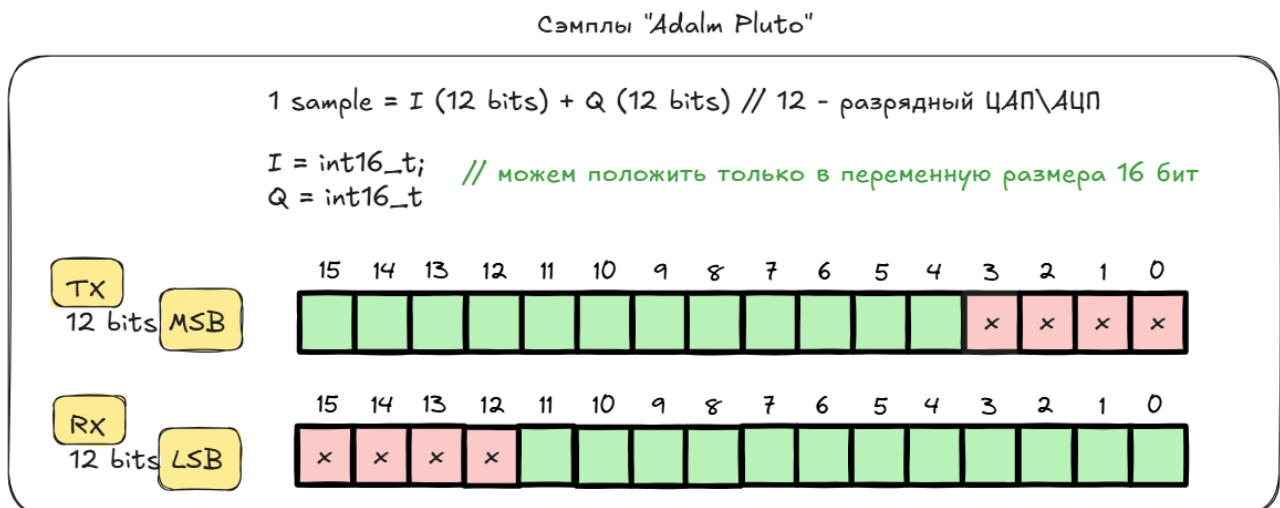 Сэмплы "Adalm Pluto"
1 sample = I (12 bits) + Q (12 bits) // 12 - разрядный ЦАП\АЦП
I = int16_t;
// можем положить только в переменную размера 16 бит
Q = int16_t
15 14 13 12 11 10 9 8 7 6 5 4 3 2 1 0
TX
12 bits MSB
x x x x
15 14 13 12 11 10 9 8 7 6 5 4 3 2 1 0
RX
12 bits LSB
x x x x